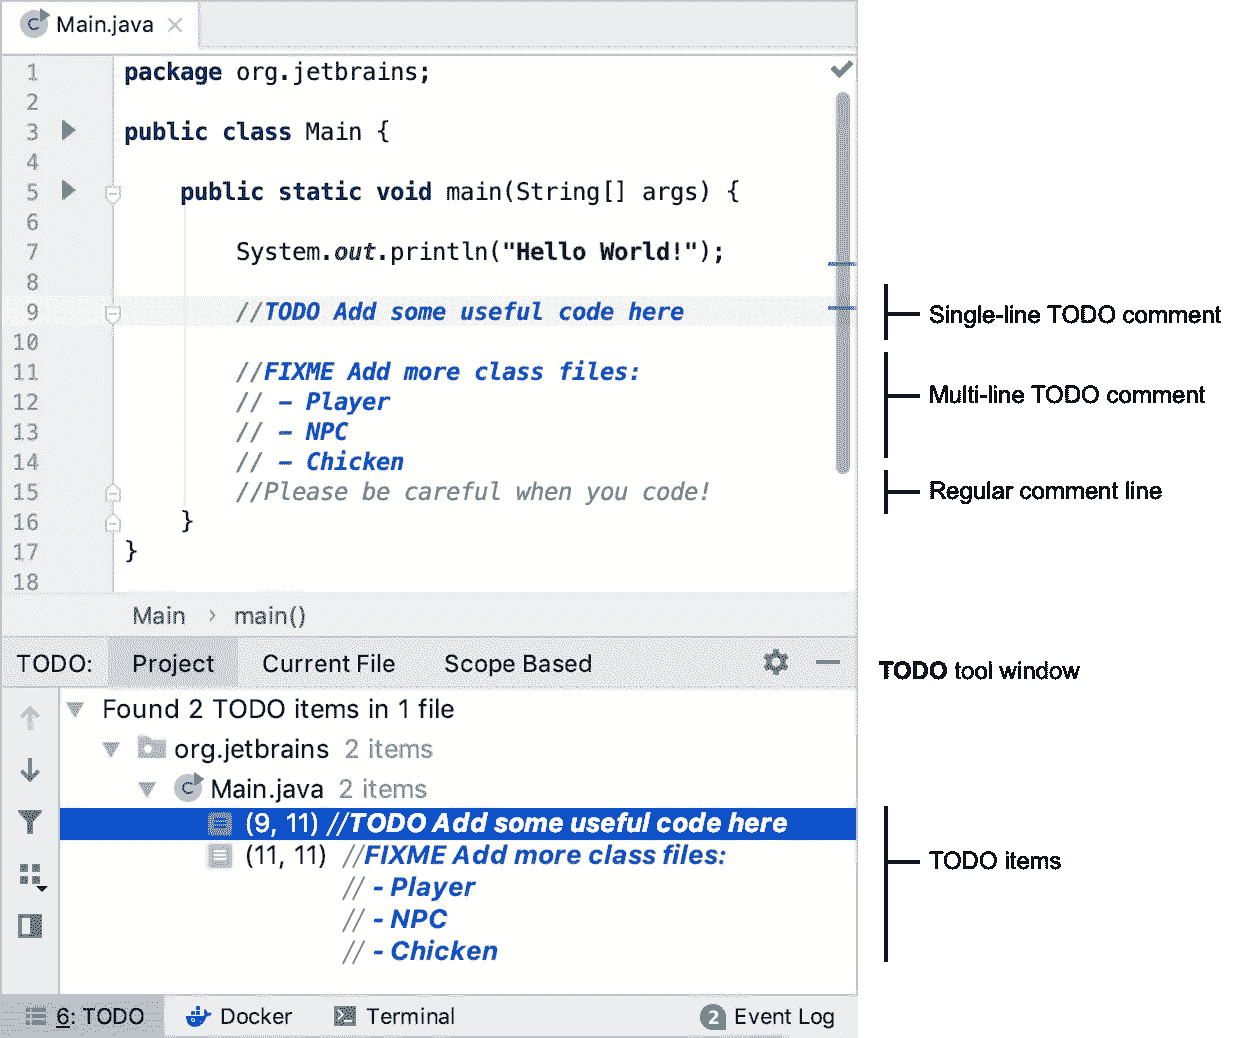 Main.java
1 package org.jetbrains;
2
3 public class Main {
4
5 public static void main(String[] args) {
6
7 System.out.println("Hello World!");
8
9 //TODO Add some useful code here
Single-line TODO comment
10
11 //FIXME Add more class files:
12 // - Player
Multi-line TODO comment
13 // - NPC
14 // - Chicken
15 //Please be careful when you code!
Regular comment line
16 }
17 }
18
Main › main()
TODO: Project Current File Scope Based
TODO tool window
Found 2 TODO items in 1 file
org.jetbrains 2 items
Main.java 2 items
(9, 11) //TODO Add some useful code here
(11, 11) //FIXME Add more class files:
TODO items
// - Player
// - NPC
// - Chicken
6: TODO Docker Terminal 2 Event Log